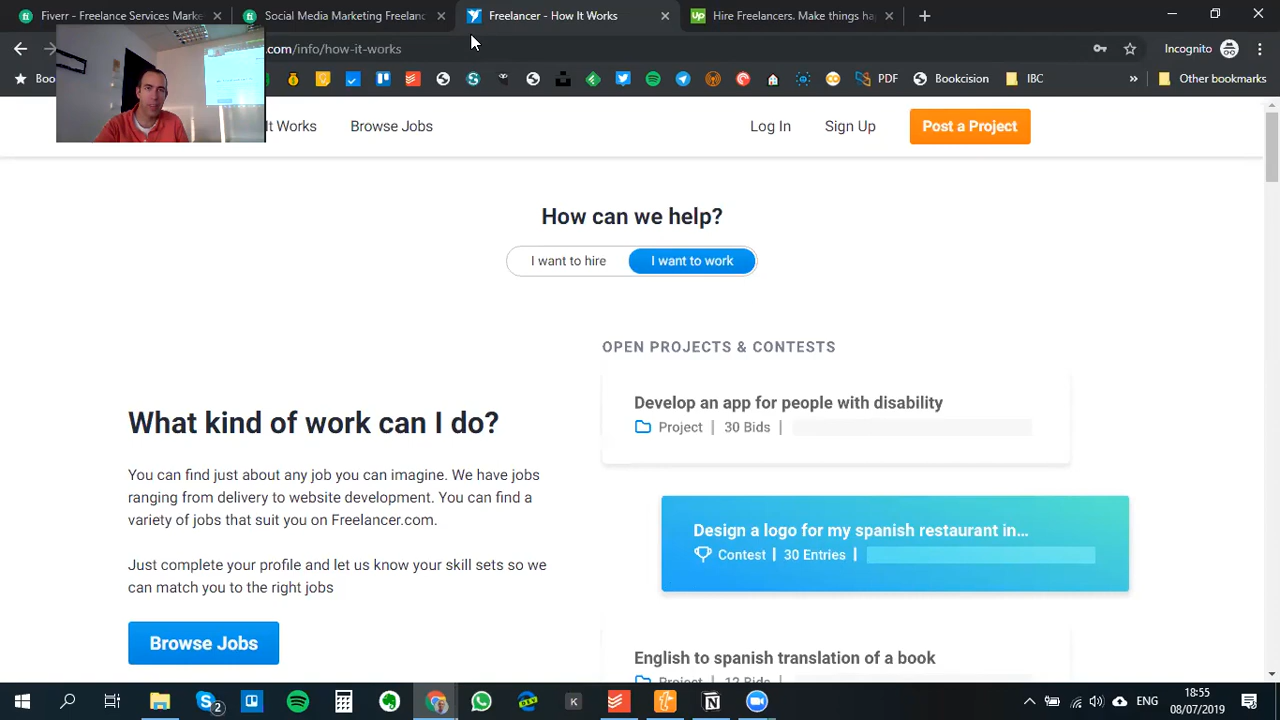 Fiverr - Freelance Services Marke
Social Media Marketing Freelanc
Freelancer - How It Works
Hire Freelancers. Make things ha
.com/info/how-it-works
Incognito
Boo
PDF
Bookcision
IBC
Other bookmarks
It Works
Browse Jobs
Log In
Sign Up
Post a Project
How can we help?
I want to hire
I want to work
OPEN PROJECTS & CONTESTS
Develop an app for people with disability
Project | 30 Bids |
What kind of work can I do?
You can find just about any job you can imagine. We have jobs
ranging from delivery to website development. You can find a
variety of jobs that suit you on Freelancer.com.
Design a logo for my spanish restaurant in...
Contest | 30 Entries |
Just complete your profile and let us know your skill sets so we
can match you to the right jobs
Browse Jobs
English to spanish translation of a book
Project | 12 Bids |
2
ENG
18:55
08/07/2019